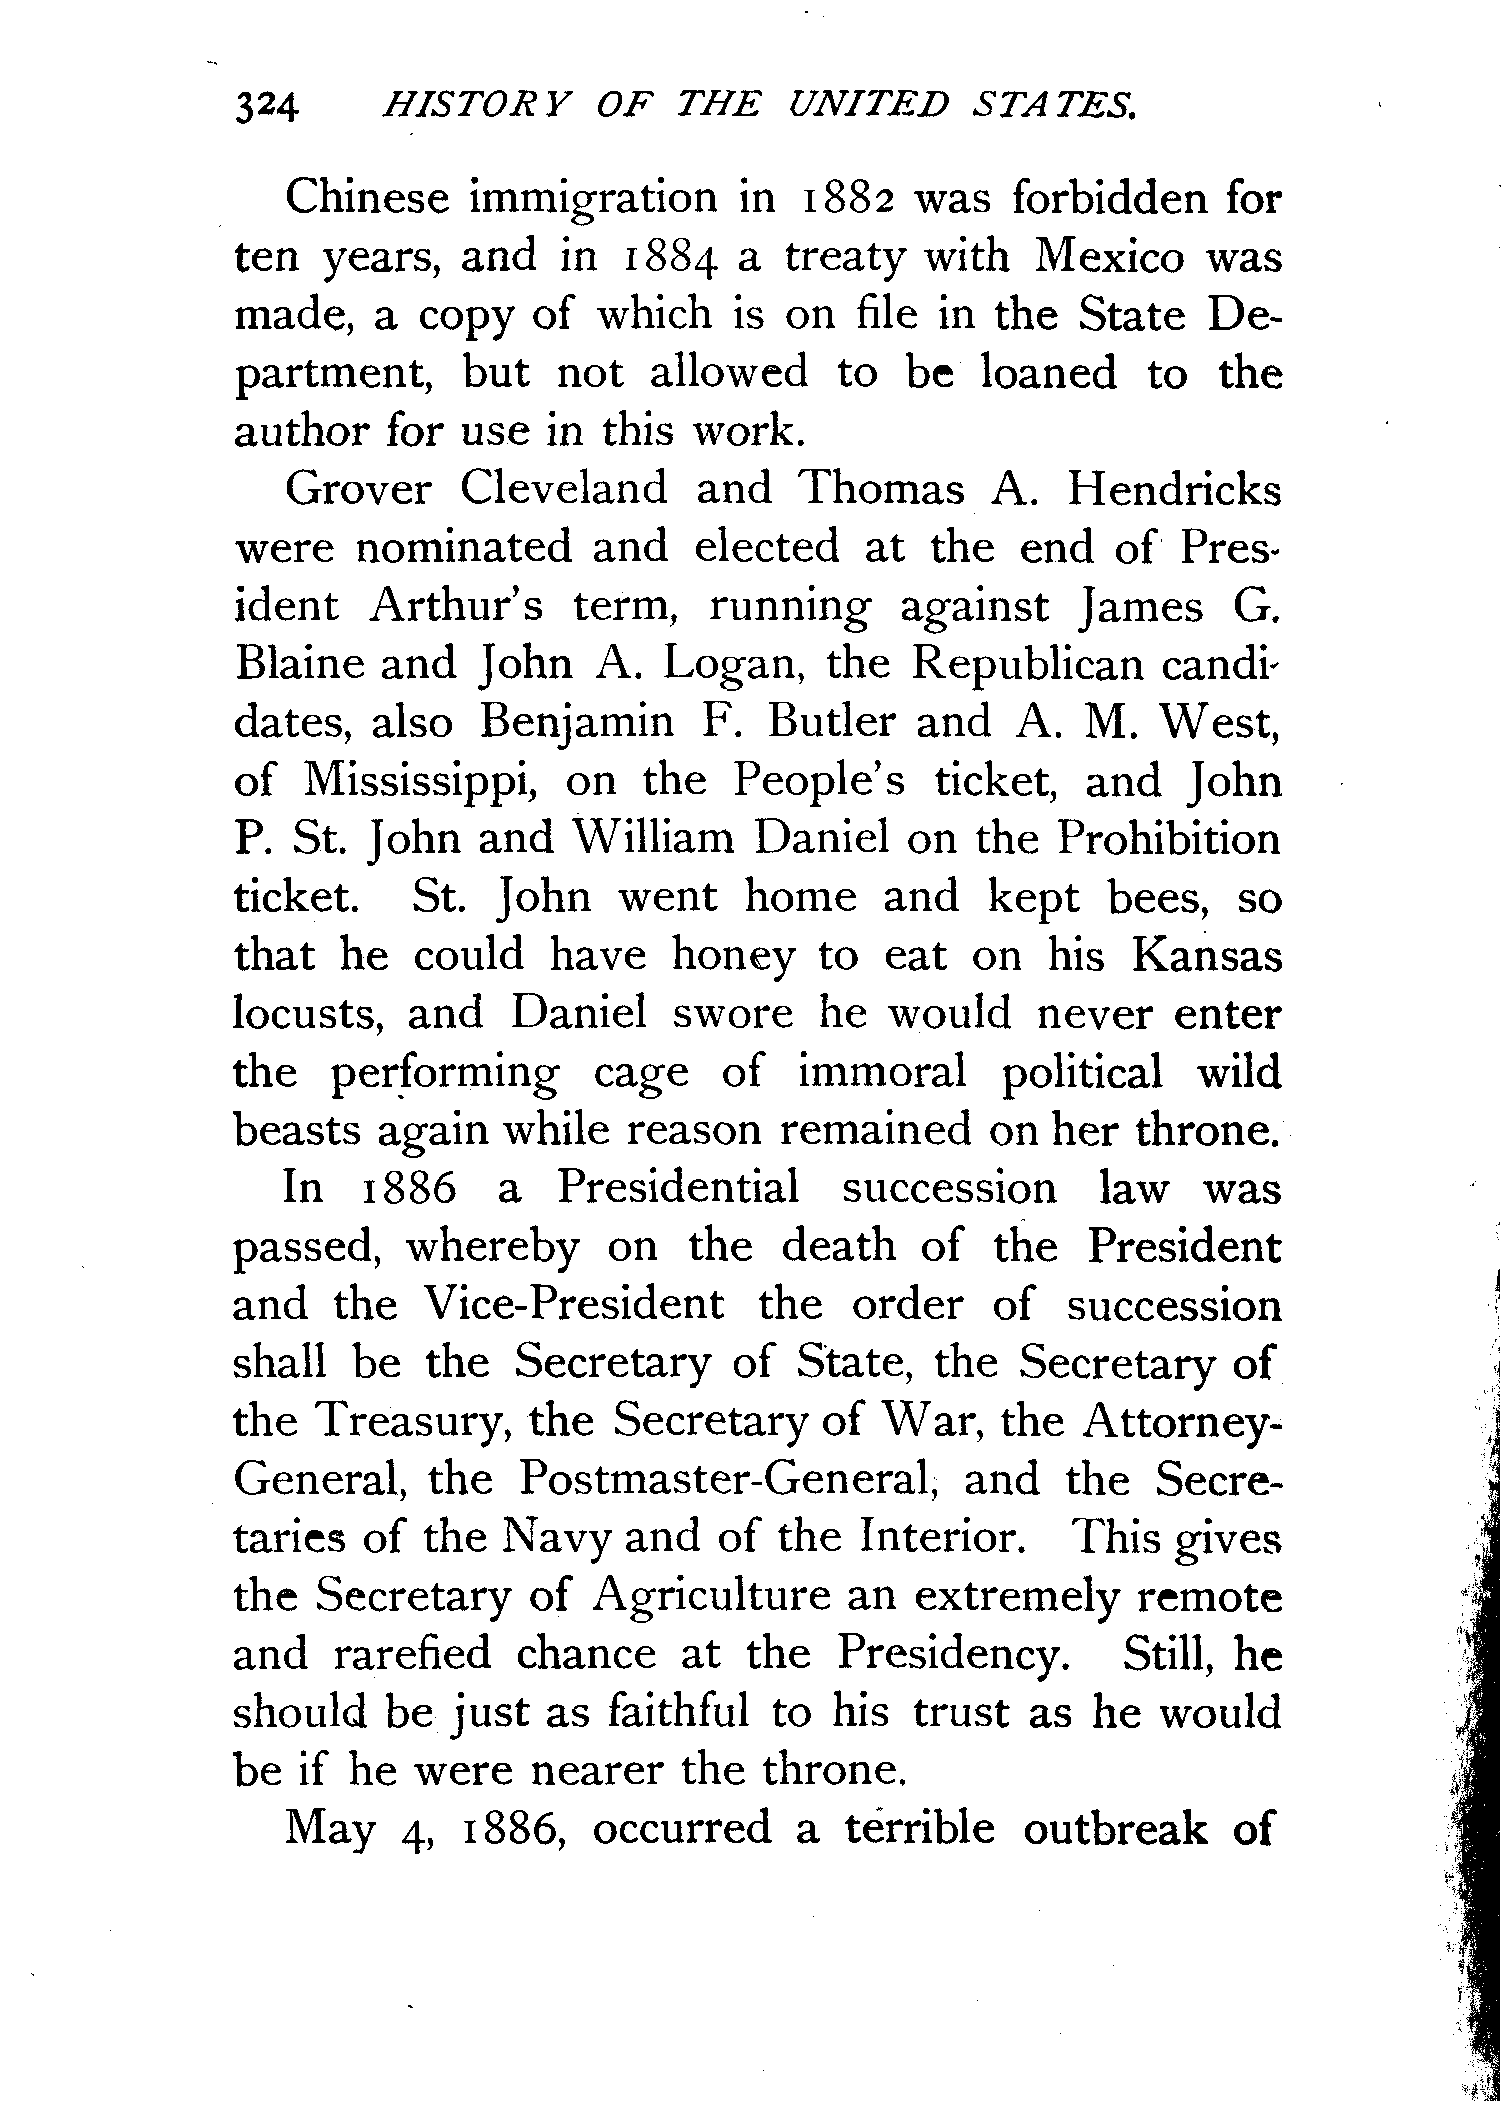 324 HISTORY OF THE UNITED STATES.
Chinese immigration in 1882 was forbidden for
ten years, and in 1884 a treaty with Mexico was
made, a copy of which is on file in the State De-
partment, but not allowed to be loaned to the
author for use in this work.
Grover Cleveland and Thomas A. Hendricks
were nominated and elected at the end of Pres-
ident Arthur's term, running against James G.
Blaine and John A. Logan, the Republican candi-
dates, also Benjamin F. Butler and A. M. West,
of Mississippi, on the People's ticket, and John
P. St. John and William Daniel on the Prohibition
ticket. St. John went home and kept bees, so
that he could have honey to eat on his Kansas
locusts, and Daniel swore he would never enter
the performing cage of immoral political wild
beasts again while reason remained on her throne.
In 1886 a Presidential succession law was
passed, whereby on the death of the President
and the Vice-President the order of succession
shall be the Secretary of State, the Secretary of
the Treasury, the Secretary of War, the Attorney-
General, the Postmaster-General, and the Secre-
taries of the Navy and of the Interior. This gives
the Secretary of Agriculture an extremely remote
and rarefied chance at the Presidency. Still, he
should be just as faithful to his trust as he would
be if he were nearer the throne.
May 4, 1886, occurred a terrible outbreak of